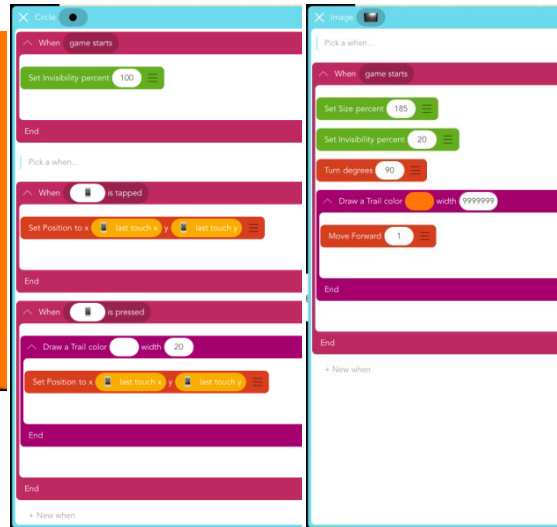 Circle
When game starts
Set Invisibility percent 100
End
Pick a when...
When is tapped
Set Position to x last touch x y last touch y
End
When is pressed
Draw a Trail color width 20
Set Position to x last touch x y last touch y
End
End
+ New when
Image
Pick a when...
When game starts
Set Size percent 185
Set Invisibility percent 20
Turn degrees 90
Draw a Trail color width 9999999
Move Forward 1
End
End
+ New when